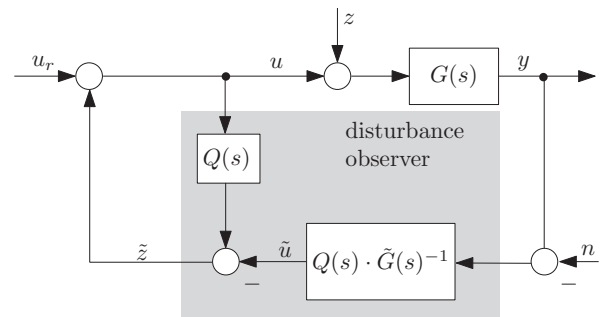 z
u_r
u
G(s)
y
disturbance
observer
Q(s)
z̃
−
ũ
Q(s) · G̃(s)⁻¹
n
−